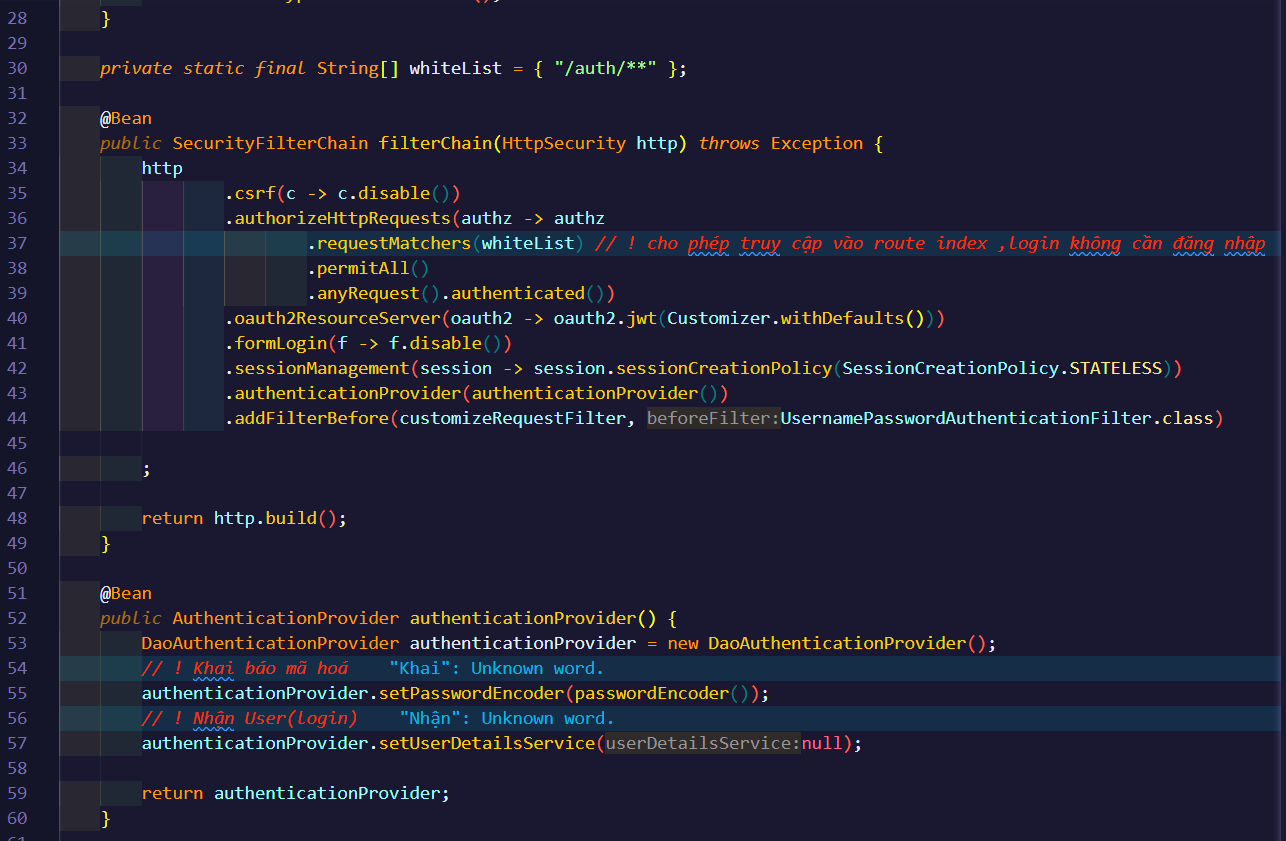 28 }
29
30 private static final String[] whiteList = { "/auth/**" };
31
32 @Bean
33 public SecurityFilterChain filterChain(HttpSecurity http) throws Exception {
34 http
35 .csrf(c -> c.disable())
36 .authorizeHttpRequests(authz -> authz
37 .requestMatchers(whiteList) // ! cho phép truy cập vào route index ,login không cần đăng nhập
38 .permitAll()
39 .anyRequest().authenticated())
40 .oauth2ResourceServer(oauth2 -> oauth2.jwt(Customizer.withDefaults()))
41 .formLogin(f -> f.disable())
42 .sessionManagement(session -> session.sessionCreationPolicy(SessionCreationPolicy.STATELESS))
43 .authenticationProvider(authenticationProvider())
44 .addFilterBefore(customizeRequestFilter, beforeFilter:UsernamePasswordAuthenticationFilter.class)
45
46 ;
47
48 return http.build();
49 }
50
51 @Bean
52 public AuthenticationProvider authenticationProvider() {
53 DaoAuthenticationProvider authenticationProvider = new DaoAuthenticationProvider();
54 // ! Khai báo mã hoá "Khai": Unknown word.
55 authenticationProvider.setPasswordEncoder(passwordEncoder());
56 // ! Nhận User(login) "Nhận": Unknown word.
57 authenticationProvider.setUserDetailsService(userDetailsService:null);
58
59 return authenticationProvider;
60 }